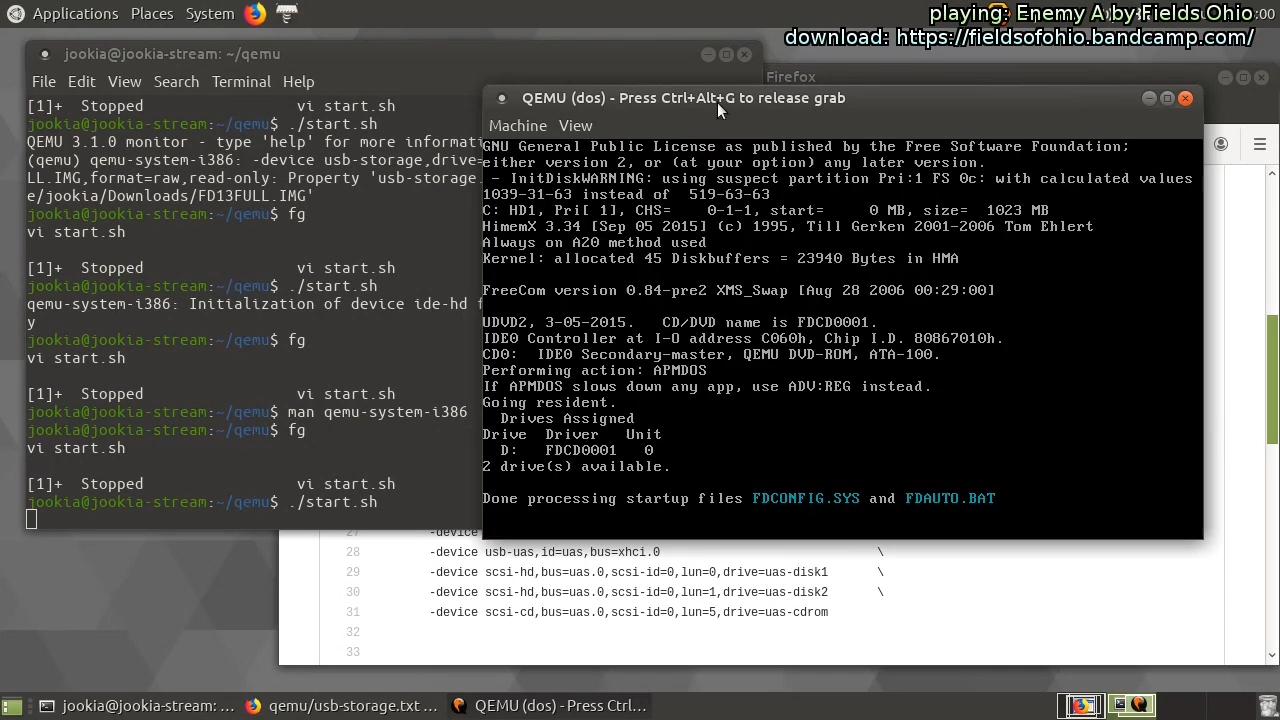 Applications Places System
playing: Enemy A by Fields Ohio
download: https://fieldsofohio.bandcamp.com/
jookia@jookia-stream: ~/qemu
File Edit View Search Terminal Help
[1]+ Stopped vi start.sh
jookia@jookia-stream:~/qemu$ ./start.sh
QEMU 3.1.0 monitor - type 'help' for more informati
(qemu) qemu-system-i386: -device usb-storage,drive=
LL.IMG,format=raw,read-only: Property 'usb-storage.
e/jookia/Downloads/FD13FULL.IMG'
jookia@jookia-stream:~/qemu$ fg
vi start.sh
[1]+ Stopped vi start.sh
jookia@jookia-stream:~/qemu$ ./start.sh
qemu-system-i386: Initialization of device ide-hd f
y
jookia@jookia-stream:~/qemu$ fg
vi start.sh
[1]+ Stopped vi start.sh
jookia@jookia-stream:~/qemu$ man qemu-system-i386
jookia@jookia-stream:~/qemu$ fg
vi start.sh
[1]+ Stopped vi start.sh
jookia@jookia-stream:~/qemu$ ./start.sh
Firefox
QEMU (dos) - Press Ctrl+Alt+G to release grab
Machine View
GNU General Public License as published by the Free Software Foundation;
either version 2, or (at your option) any later version.
- InitDiskWARNING: using suspect partition Pri:1 FS 0c: with calculated values
1039-31-63 instead of 519-63-63
C: HD1, Pri[ 1], CHS= 0-1-1, start= 0 MB, size= 1023 MB
HimemX 3.34 [Sep 05 2015] (c) 1995, Till Gerken 2001-2006 Tom Ehlert
Always on A20 method used
Kernel: allocated 45 Diskbuffers = 23940 Bytes in HMA
FreeCom version 0.84-pre2 XMS_Swap [Aug 28 2006 00:29:00]
UDVD2, 3-05-2015. CD/DVD name is FDCD0001.
IDE0 Controller at I-O address C060h, Chip I.D. 80867010h.
CD0: IDE0 Secondary-master, QEMU DVD-ROM, ATA-100.
Performing action: APMDOS
If APMDOS slows down any app, use ADV:REG instead.
Going resident.
Drives Assigned
Drive Driver Unit
D: FDCD0001 0
2 drive(s) available.
Done processing startup files FDCONFIG.SYS and FDAUTO.BAT
27 -device
28 -device usb-uas,id=uas,bus=xhci.0 \
29 -device scsi-hd,bus=uas.0,scsi-id=0,lun=0,drive=uas-disk1 \
30 -device scsi-hd,bus=uas.0,scsi-id=0,lun=1,drive=uas-disk2 \
31 -device scsi-cd,bus=uas.0,scsi-id=0,lun=5,drive=uas-cdrom
32
33
jookia@jookia-stream: ... qemu/usb-storage.txt ... QEMU (dos) - Press Ctrl...